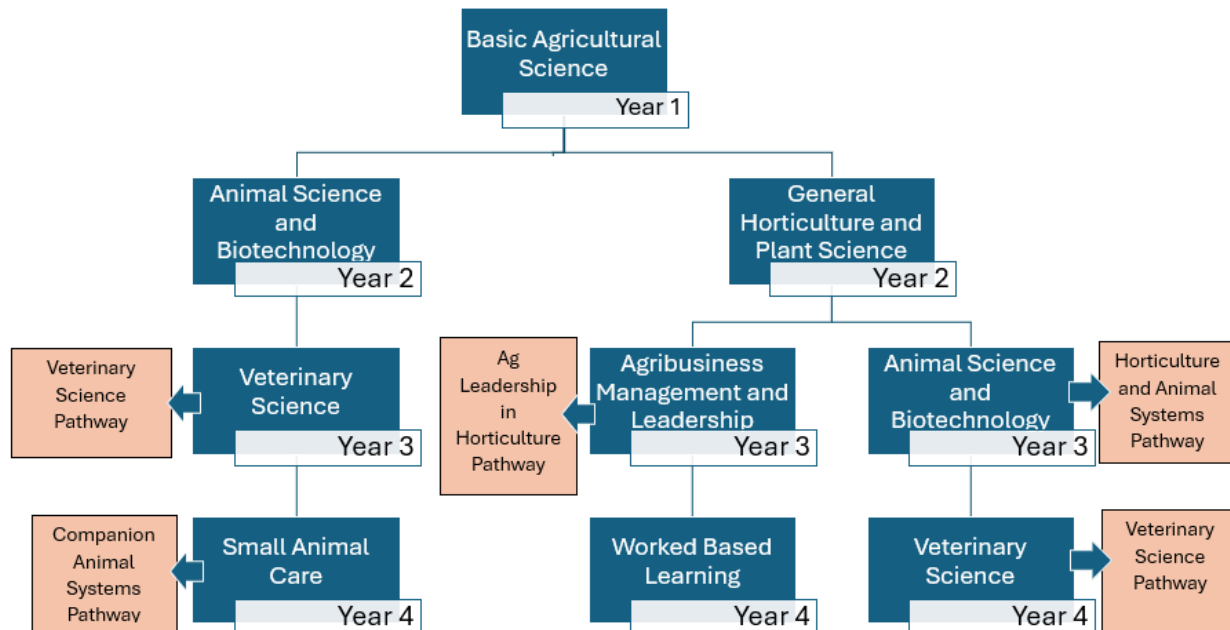 Basic Agricultural
Science
Year 1
Animal Science
and
Biotechnology
Year 2
General
Horticulture and
Plant Science
Year 2
Veterinary
Science
Pathway
Veterinary
Science
Year 3
Ag
Leadership
in
Horticulture
Pathway
Agribusiness
Management and
Leadership
Year 3
Animal Science
and
Biotechnology
Year 3
Horticulture
and Animal
Systems
Pathway
Companion
Animal
Systems
Pathway
Small Animal
Care
Year 4
Worked Based
Learning
Year 4
Veterinary
Science
Year 4
Veterinary
Science
Pathway